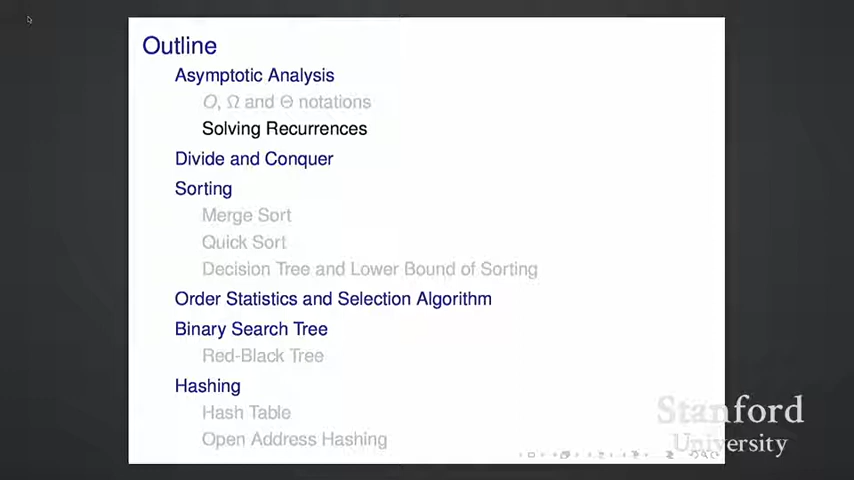 Outline
Asymptotic Analysis
O, Ω and Θ notations
Solving Recurrences
Divide and Conquer
Sorting
Merge Sort
Quick Sort
Decision Tree and Lower Bound of Sorting
Order Statistics and Selection Algorithm
Binary Search Tree
Red-Black Tree
Hashing
Hash Table
Open Address Hashing
Stanford
University